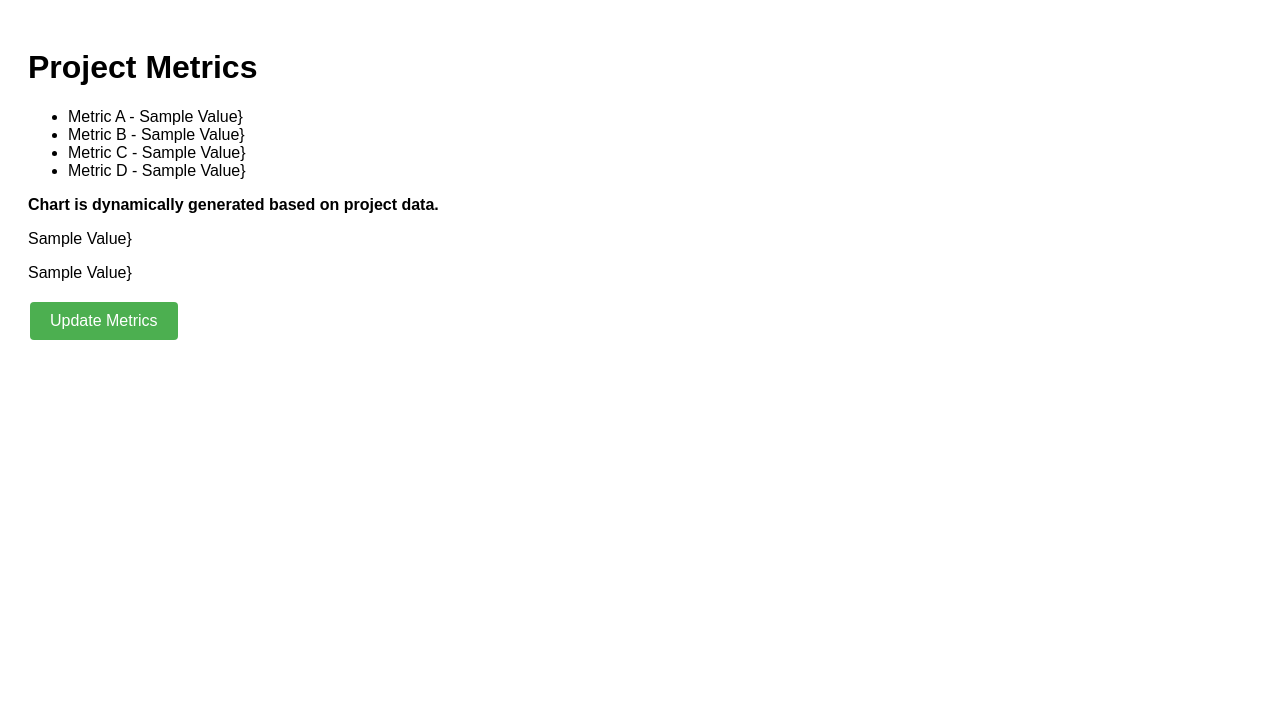 Project Metrics
Metric A - Sample Value}
Metric B - Sample Value}
Metric C - Sample Value}
Metric D - Sample Value}
Chart is dynamically generated based on project data.
Sample Value}
Sample Value}
Update Metrics